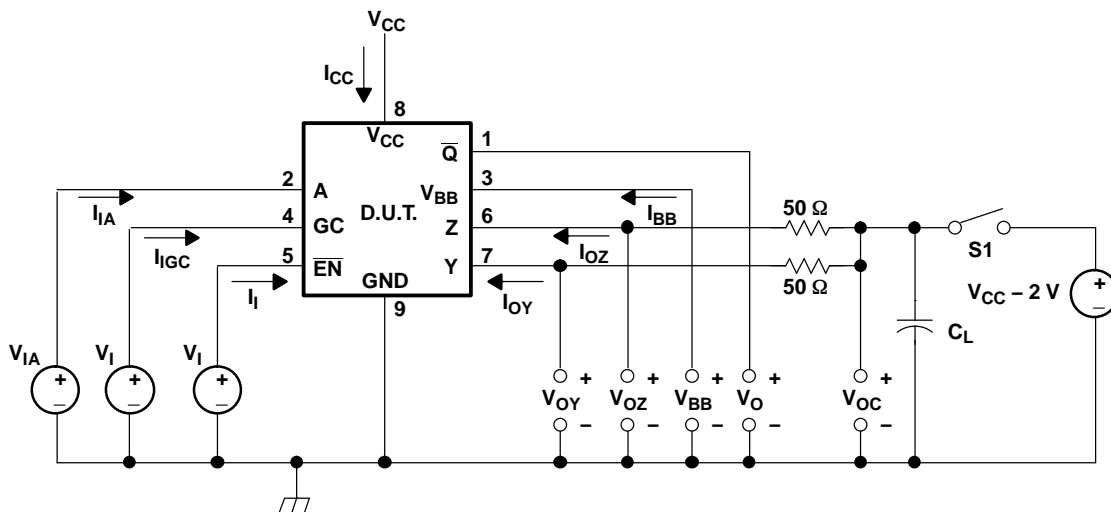 VCC
ICC
8
VCC
1
Q̅
2
A
IIA
3
VBB
IBB
D.U.T.
4
GC
IIGC
6
Z
IOZ
50 Ω
S1
5
E̅N̅
II
7
Y
IOY
50 Ω
GND
9
VCC – 2 V
+
–
CL
VIA
+
–
VI
+
–
VI
+
–
VOY
+
–
VOZ
+
–
VBB
+
–
VO
+
–
VOC
+
–